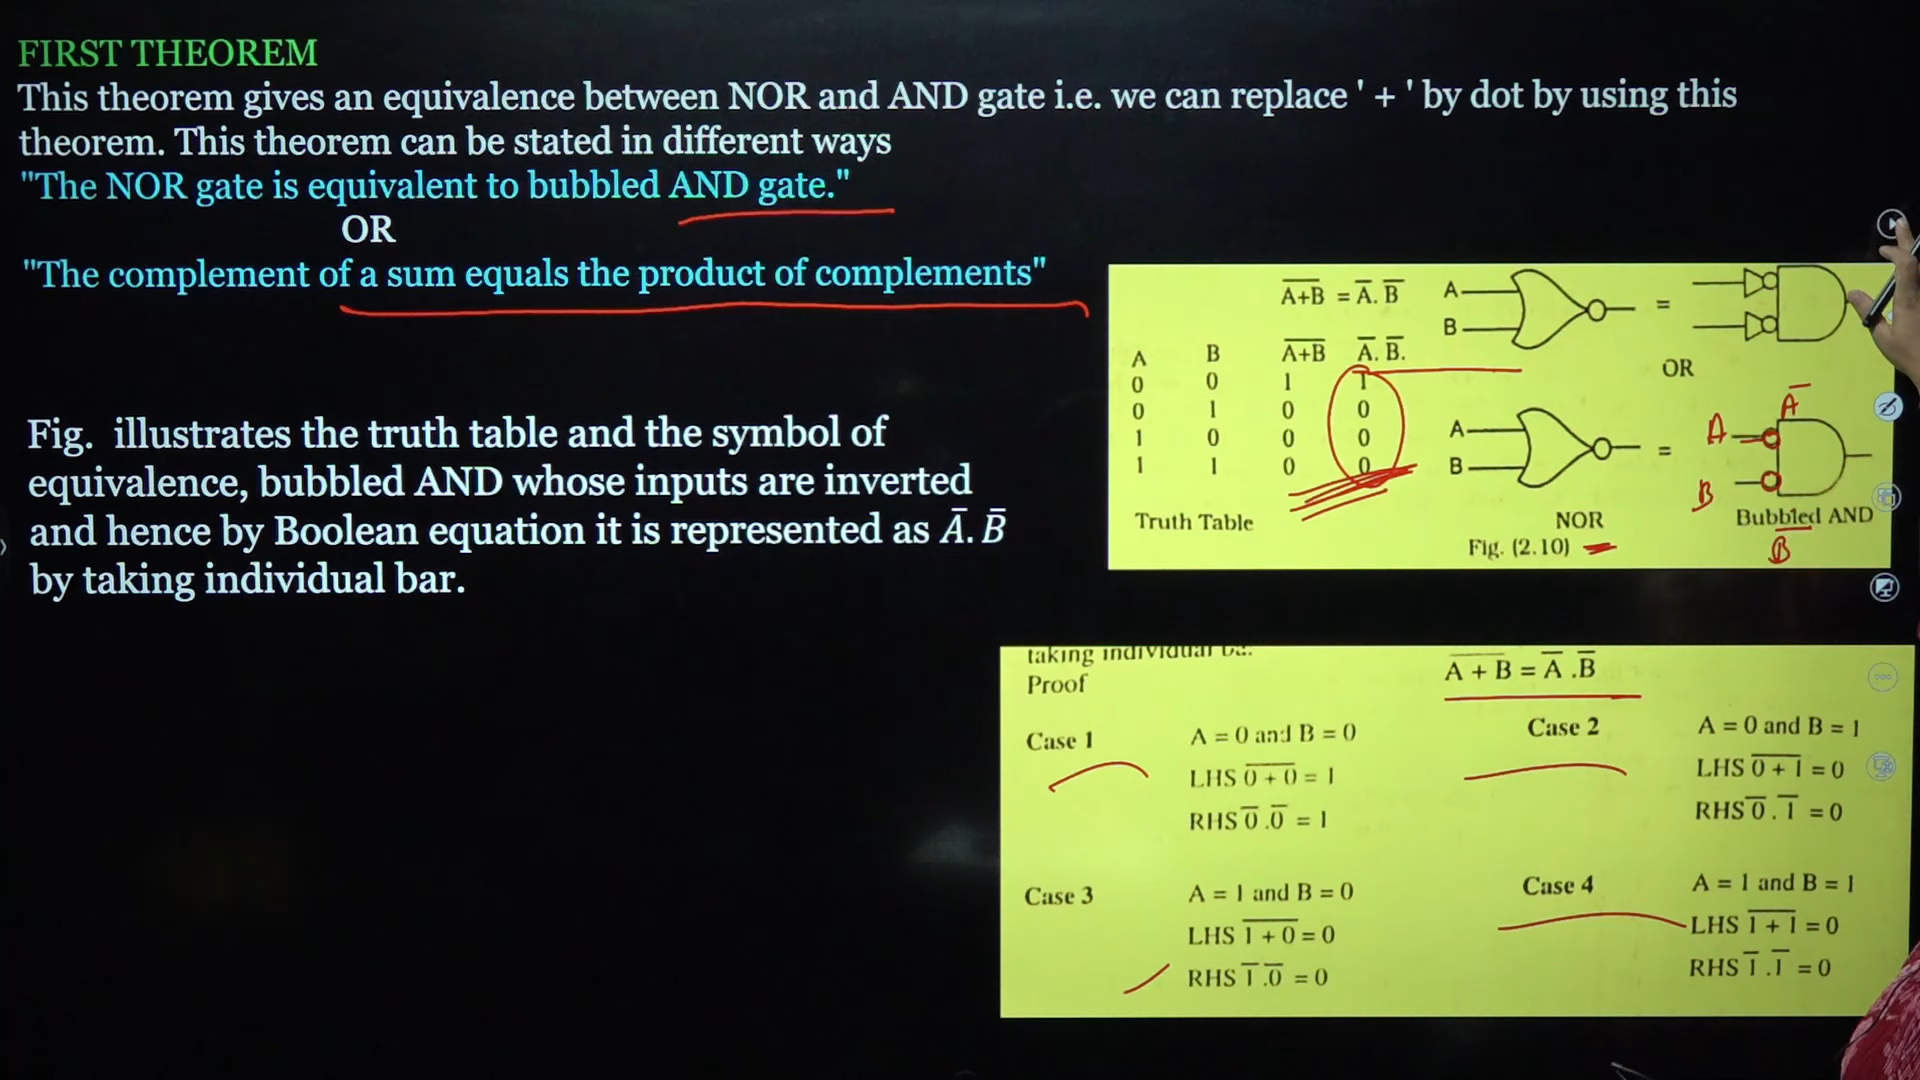 FIRST THEOREM
This theorem gives an equivalence between NOR and AND gate i.e. we can replace ' + ' by dot by using this
theorem. This theorem can be stated in different ways
"The NOR gate is equivalent to bubbled AND gate."
OR
"The complement of a sum equals the product of complements"
Fig. illustrates the truth table and the symbol of
equivalence, bubbled AND whose inputs are inverted
and hence by Boolean equation it is represented as A̅. B̅
by taking individual bar.
A̅+̅B̅ = A̅. B̅
A
B
=
A B A̅+̅B̅ A̅. B̅.
0 0 1 1
0 1 0 0
1 0 0 0
1 1 0 0
OR
A
B
=
A A̅
B
Truth Table
NOR
Bubbled AND
Fig. (2.10)
B̅
taking individual
Proof
A̅ ̅+̅ ̅B̅ = A̅ .B̅
Case 1
A = 0 and B = 0
LHS 0̅ ̅+̅ ̅0̅ = 1
RHS 0̅ .0̅ = 1
Case 2
A = 0 and B = 1
LHS 0̅ ̅+̅ ̅1̅ = 0
RHS 0̅ . 1̅ = 0
Case 3
A = 1 and B = 0
LHS 1̅ ̅+̅ ̅0̅ = 0
RHS 1̅ .0̅ = 0
Case 4
A = 1 and B = 1
LHS 1̅ ̅+̅ ̅1̅ = 0
RHS 1̅ .1̅ = 0